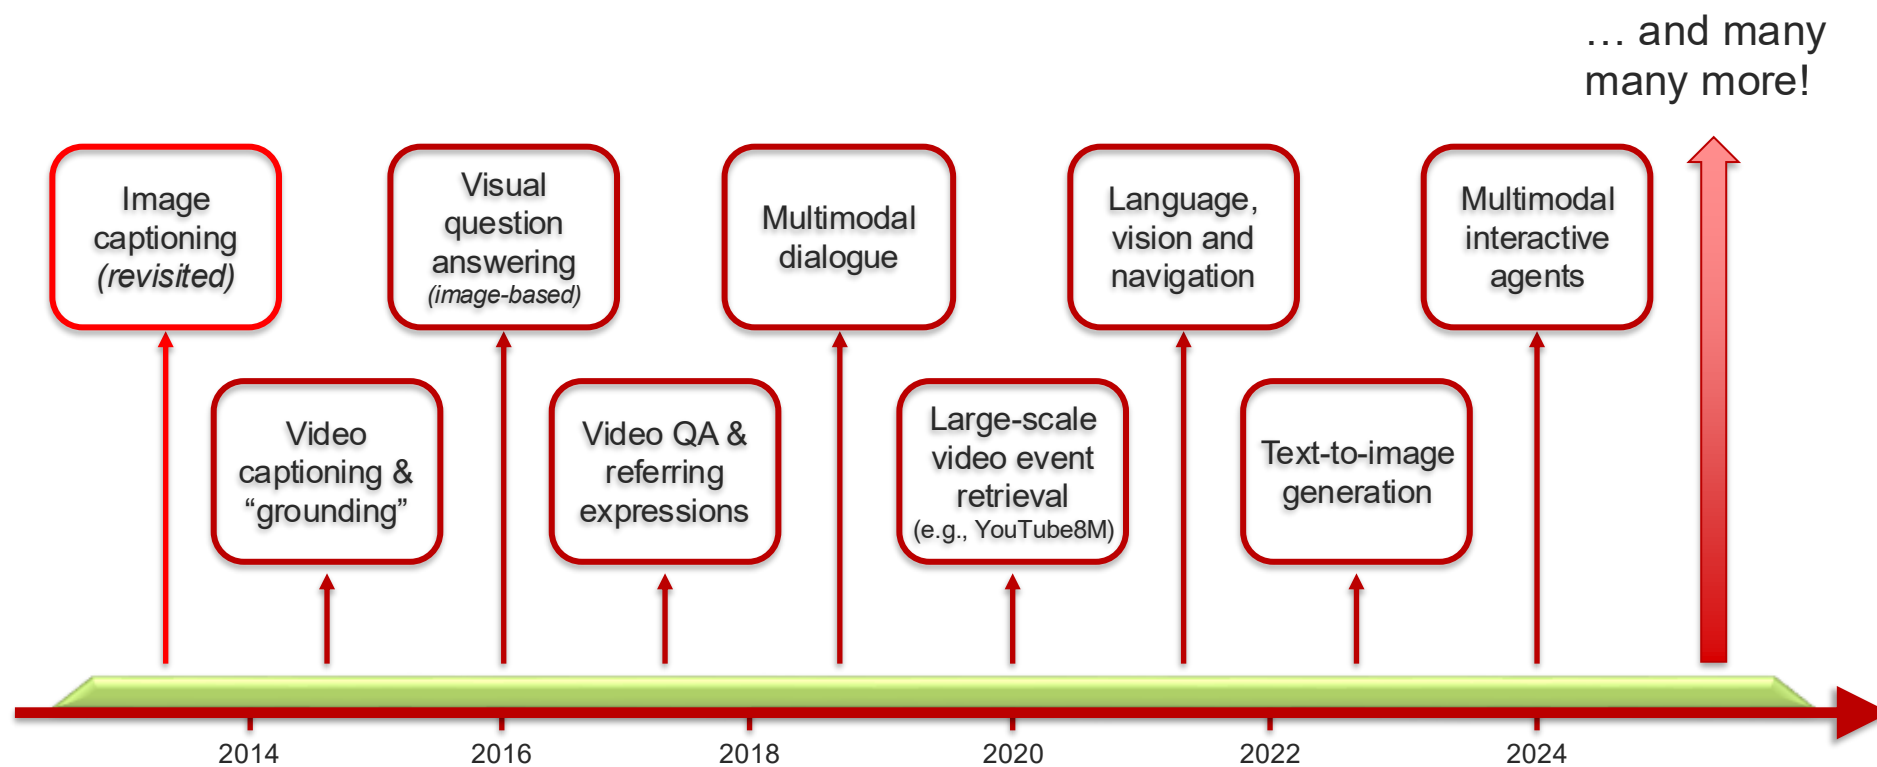 … and many
many more!
Image
captioning
(revisited)
Visual
question
answering
(image-based)
Multimodal
dialogue
Language,
vision and
navigation
Multimodal
interactive
agents
Video
captioning &
“grounding”
Video QA &
referring
expressions
Large-scale
video event
retrieval
(e.g., YouTube8M)
Text-to-image
generation
2014
2016
2018
2020
2022
2024